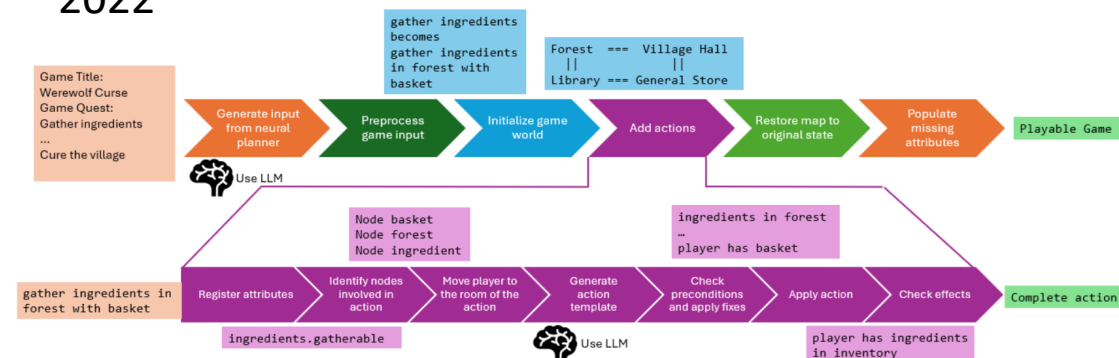 2022
gather ingredients
becomes
gather ingredients
in forest with
basket
Forest === Village Hall
|| ||
Library === General Store
Game Title:
Werewolf Curse
Game Quest:
Gather ingredients
...
Cure the village
Generate input
from neural
planner
Preprocess
game input
Initialize game
world
Add actions
Restore map to
original state
Populate
missing
attributes
Playable Game
Use LLM
Node basket
Node forest
Node ingredient
ingredients in forest
…
player has basket
gather ingredients in
forest with basket
Register attributes
Identify nodes
involved in
action
Move player to
the room of the
action
Generate
action
template
Check
preconditions
and apply fixes
Apply action
Check effects
Complete action
ingredients.gatherable
Use LLM
player has ingredients
in inventory